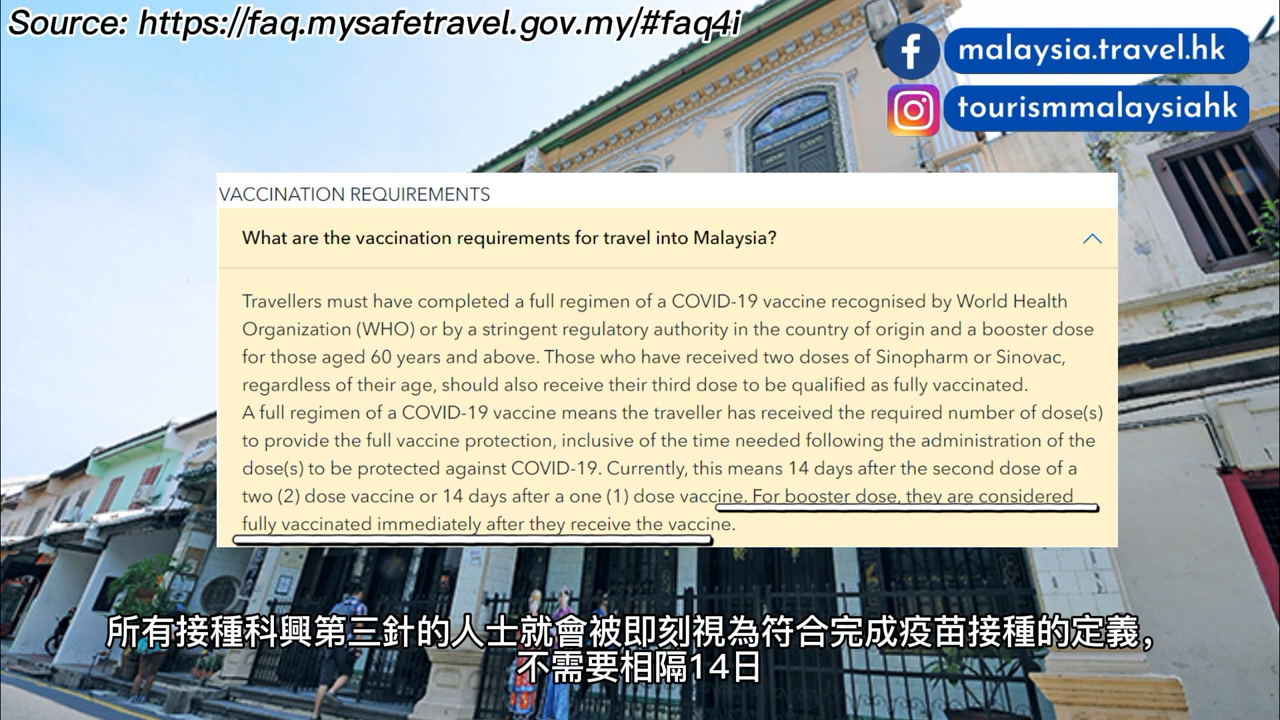 Source: https://faq.mysafetravel.gov.my/#faq4i
malaysia.travel.hk
tourismmalaysiahk
VACCINATION REQUIREMENTS
What are the vaccination requirements for travel into Malaysia?
Travellers must have completed a full regimen of a COVID-19 vaccine recognised by World Health
Organization (WHO) or by a stringent regulatory authority in the country of origin and a booster dose
for those aged 60 years and above. Those who have received two doses of Sinopharm or Sinovac,
regardless of their age, should also receive their third dose to be qualified as fully vaccinated.
A full regimen of a COVID-19 vaccine means the traveller has received the required number of dose(s)
to provide the full vaccine protection, inclusive of the time needed following the administration of the
dose(s) to be protected against COVID-19. Currently, this means 14 days after the second dose of a
two (2) dose vaccine or 14 days after a one (1) dose vaccine. For booster dose, they are considered
fully vaccinated immediately after they receive the vaccine.
所有接種科興第三針的人士就會被即刻視為符合完成疫苗接種的定義,
不需要相隔14日